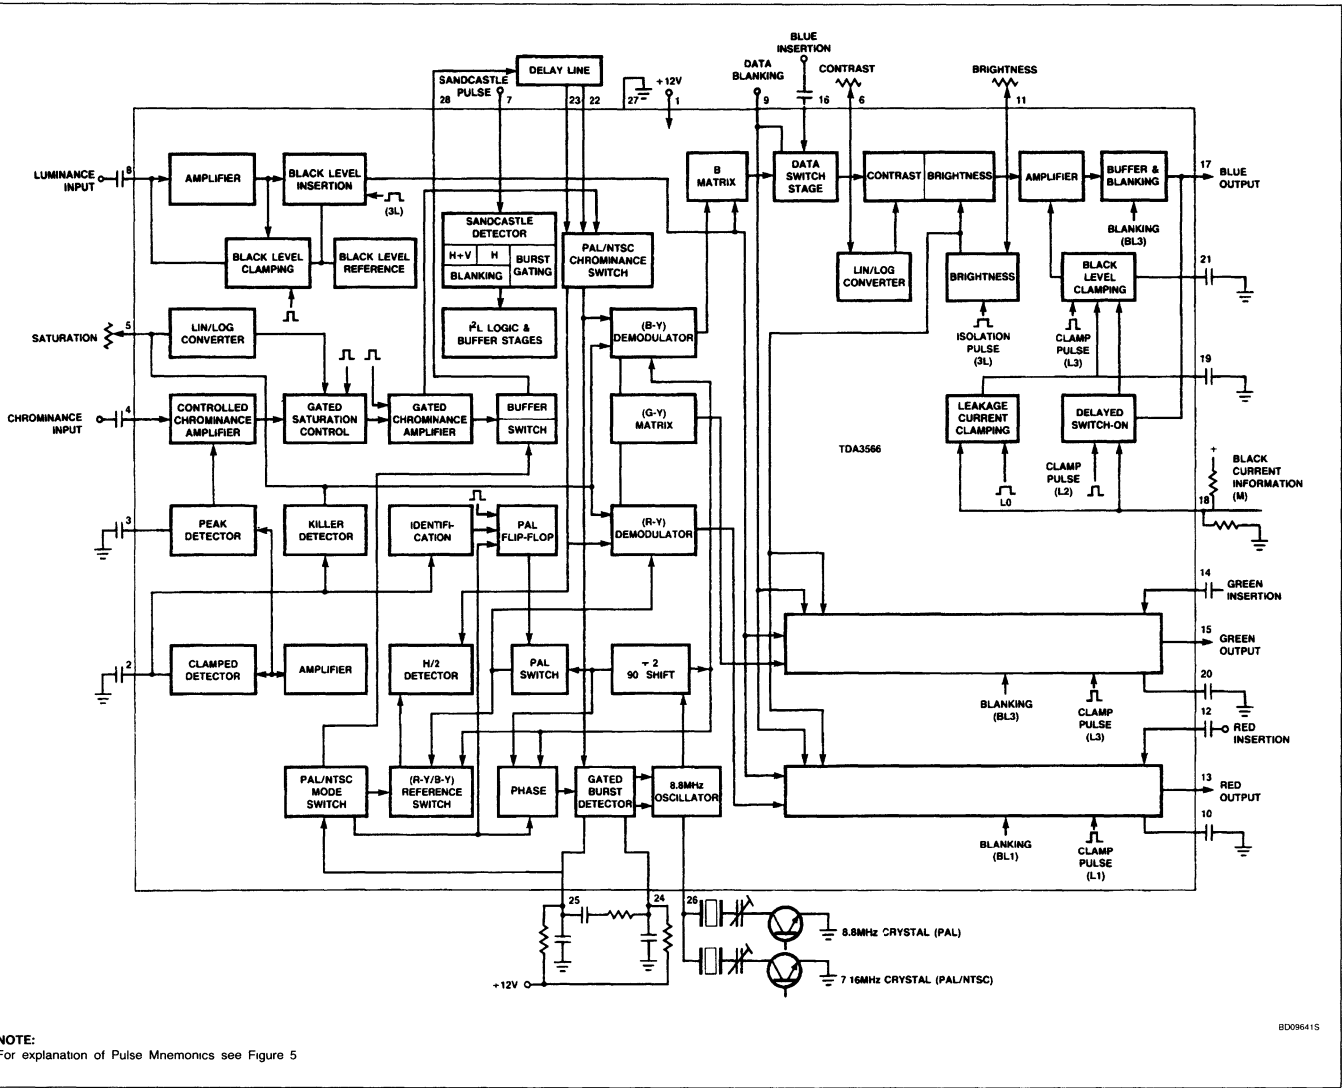 BLUE
INSERTION
DELAY LINE
DATA
BLANKING
CONTRAST
BRIGHTNESS
SANDCASTLE
PULSE
+12V
28
7
23
22
27
1
9
16
6
11
LUMINANCE
INPUT
8
AMPLIFIER
BLACK LEVEL
INSERTION
(3L)
BLACK LEVEL
CLAMPING
BLACK LEVEL
REFERENCE
SANDCASTLE
DETECTOR
H+V
H
BURST
GATING
BLANKING
PAL/NTSC
CHROMINANCE
SWITCH
I²L LOGIC &
BUFFER STAGES
B
MATRIX
DATA
SWITCH
STAGE
CONTRAST
BRIGHTNESS
AMPLIFIER
BUFFER &
BLANKING
17
BLUE
OUTPUT
BLANKING
(BL3)
LIN/LOG
CONVERTER
BRIGHTNESS
BLACK
LEVEL
CLAMPING
21
ISOLATION
PULSE
(3L)
CLAMP
PULSE
(L3)
19
SATURATION
5
LIN/LOG
CONVERTER
(B-Y)
DEMODULATOR
CHROMINANCE
INPUT
4
CONTROLLED
CHROMINANCE
AMPLIFIER
GATED
SATURATION
CONTROL
GATED
CHROMINANCE
AMPLIFIER
BUFFER
SWITCH
(G-Y)
MATRIX
TDA3566
LEAKAGE
CURRENT
CLAMPING
DELAYED
SWITCH-ON
L0
CLAMP
PULSE
(L2)
+
BLACK
CURRENT
INFORMATION
(M)
18
3
PEAK
DETECTOR
KILLER
DETECTOR
IDENTIFI-
CATION
PAL
FLIP-FLOP
(R-Y)
DEMODULATOR
14
GREEN
INSERTION
15
GREEN
OUTPUT
2
CLAMPED
DETECTOR
AMPLIFIER
H/2
DETECTOR
PAL
SWITCH
÷ 2
90 SHIFT
BLANKING
(BL3)
CLAMP
PULSE
(L3)
20
12
RED
INSERTION
PAL/NTSC
MODE
SWITCH
(R-Y/B-Y)
REFERENCE
SWITCH
PHASE
GATED
BURST
DETECTOR
8.8MHz
OSCILLATOR
13
RED
OUTPUT
10
BLANKING
(BL1)
CLAMP
PULSE
(L1)
25
24
26
+12V
8.8MHz CRYSTAL (PAL)
7 16MHz CRYSTAL (PAL/NTSC)
BD09641S
NOTE:
For explanation of Pulse Mnemonics see Figure 5